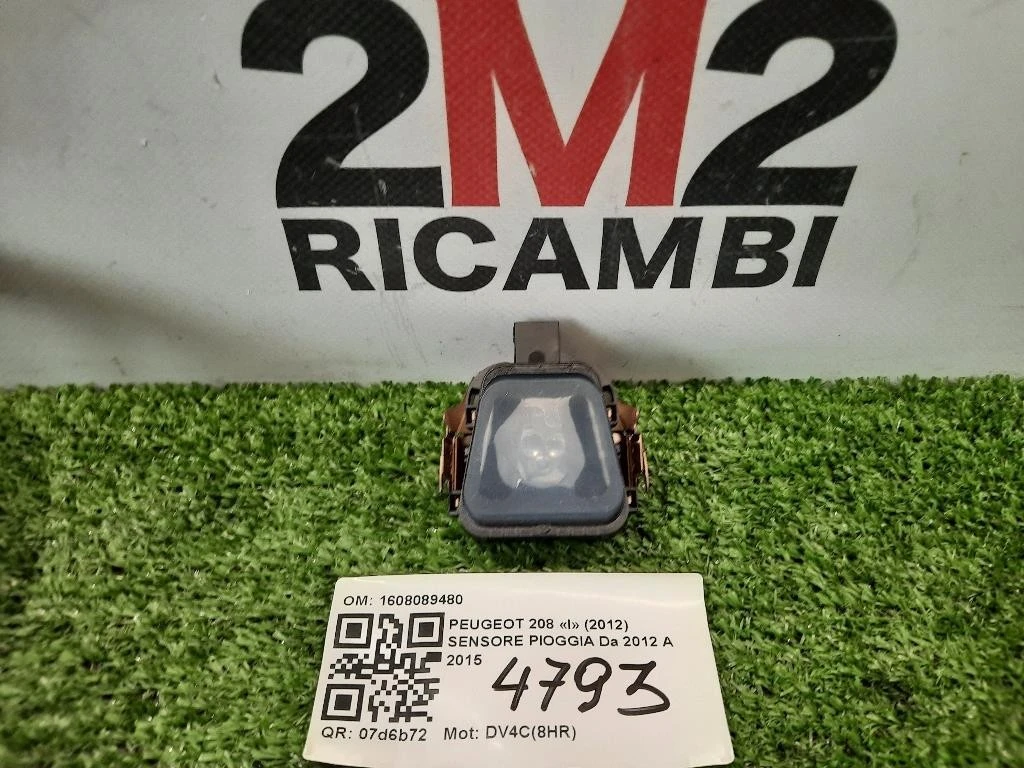 2M2
RICAMBI
OM: 1608089480
PEUGEOT 208 «I» (2012)
SENSORE PIOGGIA Da 2012 A
2015
4793
QR: 07d6b72 Mot: DV4C(8HR)